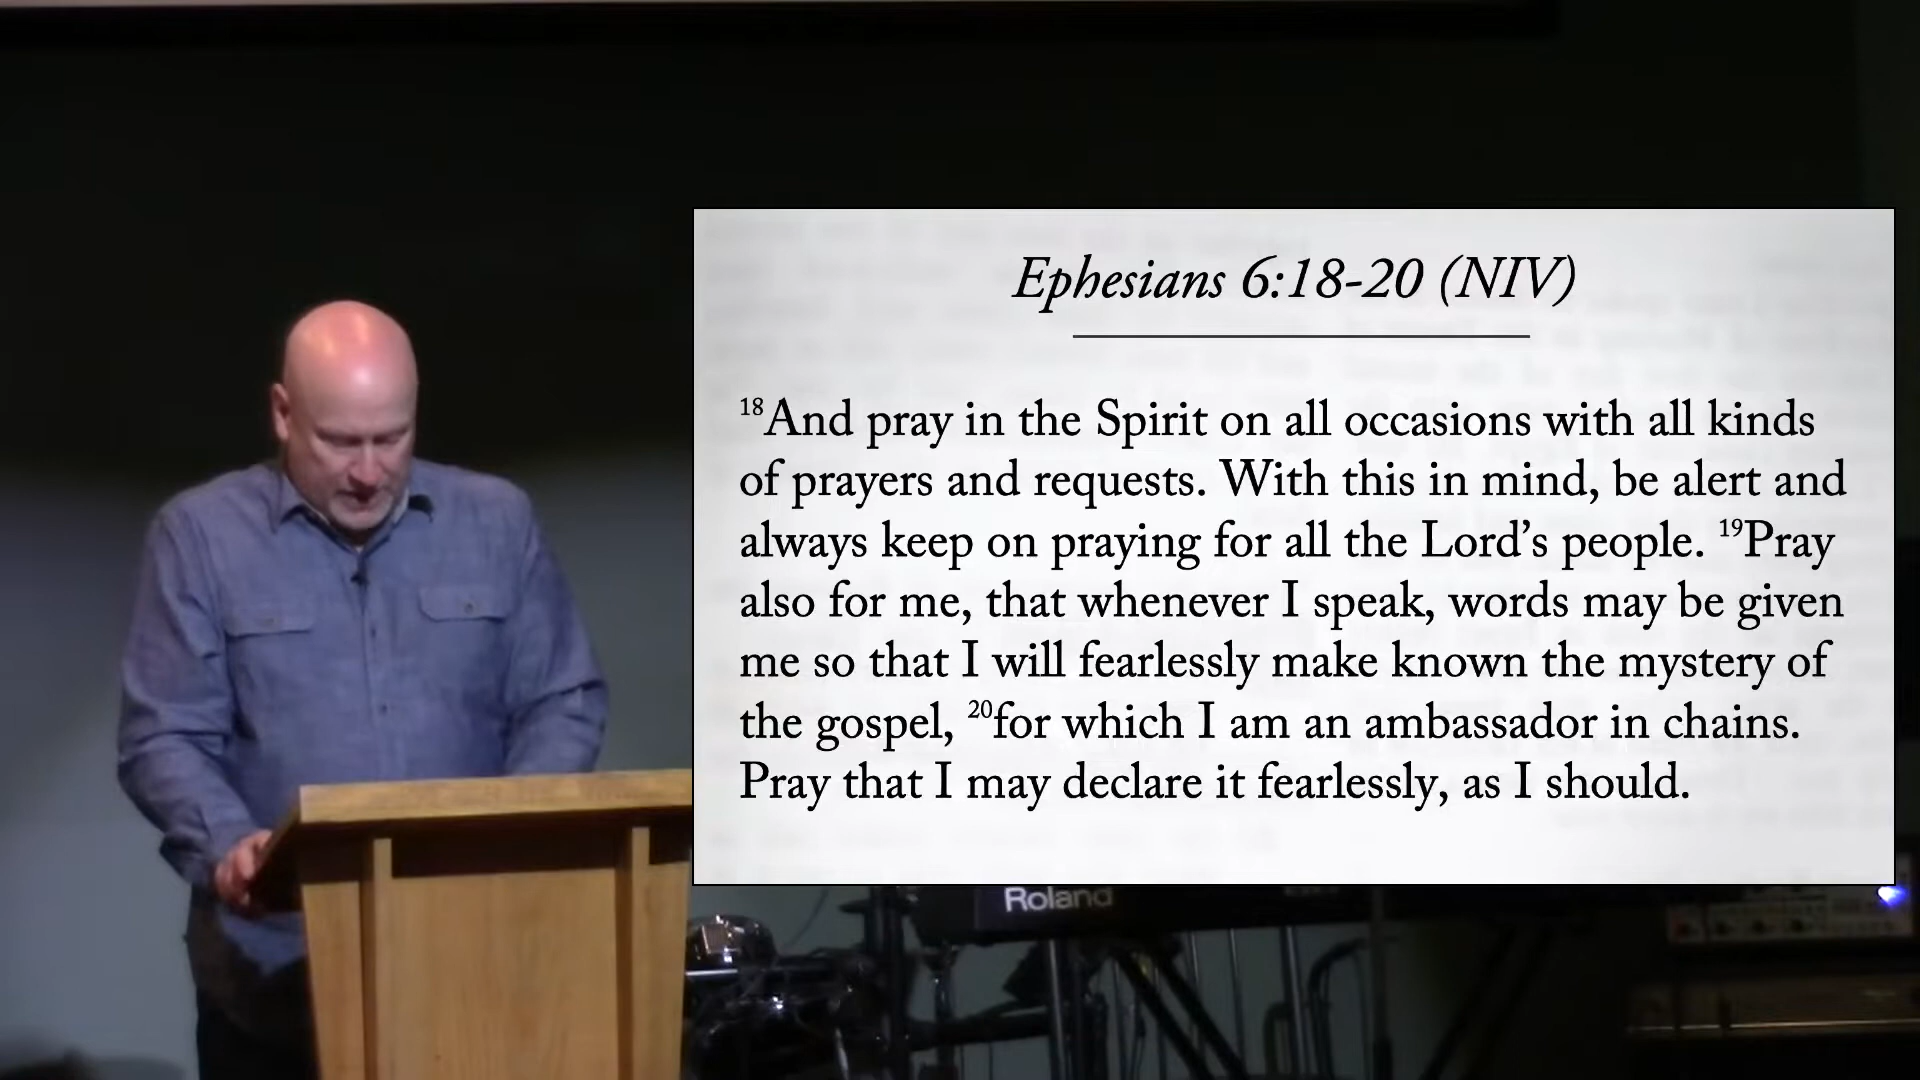 Ephesians 6:18-20 (NIV)
18And pray in the Spirit on all occasions with all kinds
of prayers and requests. With this in mind, be alert and
always keep on praying for all the Lord’s people. 19Pray
also for me, that whenever I speak, words may be given
me so that I will fearlessly make known the mystery of
the gospel, 20for which I am an ambassador in chains.
Pray that I may declare it fearlessly, as I should.
Roland